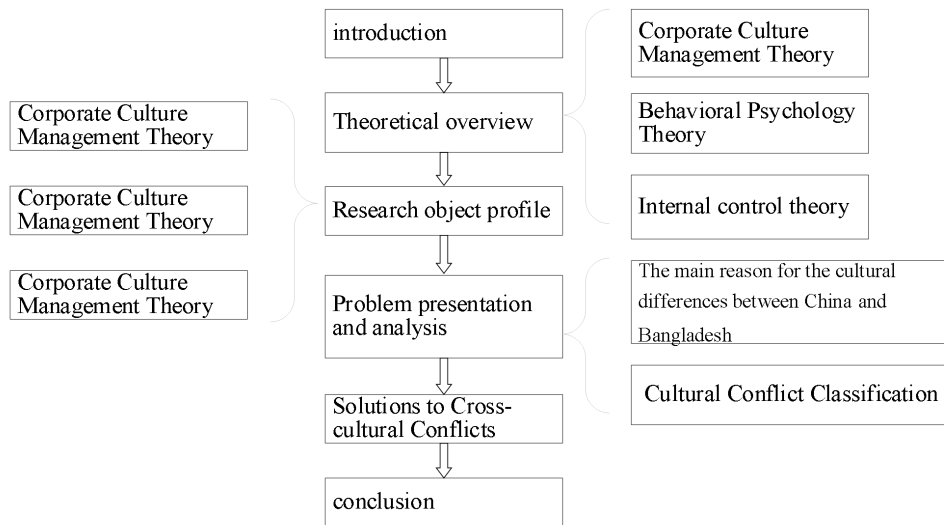 introduction
Theoretical overview
Research object profile
Problem presentation
and analysis
Solutions to Cross-
cultural Conflicts
conclusion
Corporate Culture
Management Theory
Corporate Culture
Management Theory
Corporate Culture
Management Theory
Corporate Culture
Management Theory
Behavioral Psychology
Theory
Internal control theory
The main reason for the cultural
differences between China and
Bangladesh
Cultural Conflict Classification